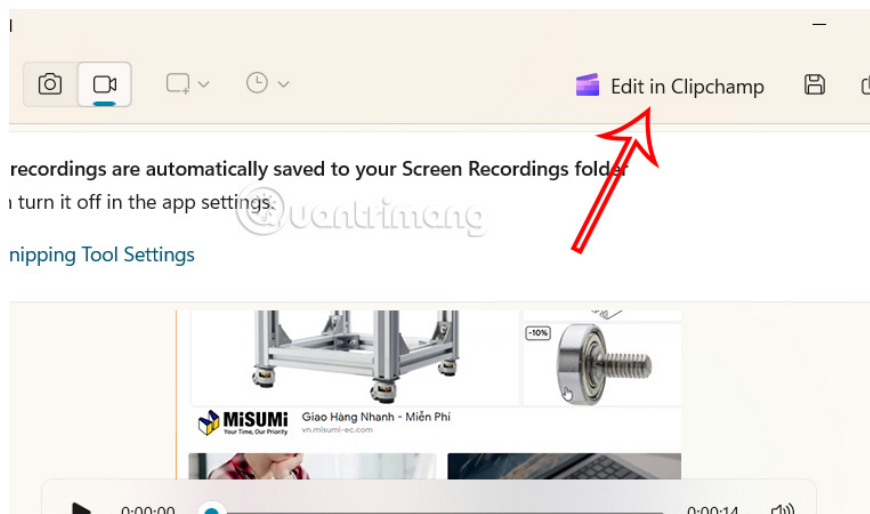 Edit in Clipchamp
recordings are automatically saved to your Screen Recordings folder
turn it off in the app settings.
Quantrimang
nipping Tool Settings
-10%
MiSUMi
Your Time, Our Priority
Giao Hàng Nhanh - Miễn Phí
vn.misumi-ec.com
0:00:00
0:00:14